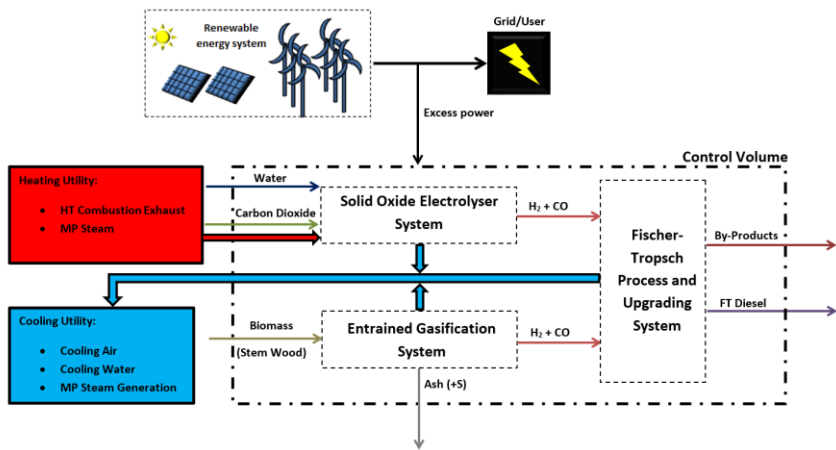 Renewable
energy system
Grid/User
Excess power
Control Volume
Heating Utility:
• HT Combustion Exhaust
• MP Steam
Water
Carbon Dioxide
Solid Oxide Electrolyser
System
H₂ + CO
Fischer-
Tropsch
Process and
Upgrading
System
By-Products
FT Diesel
Cooling Utility:
• Cooling Air
• Cooling Water
• MP Steam Generation
Biomass
(Stem Wood)
Entrained Gasification
System
H₂ + CO
Ash (+S)